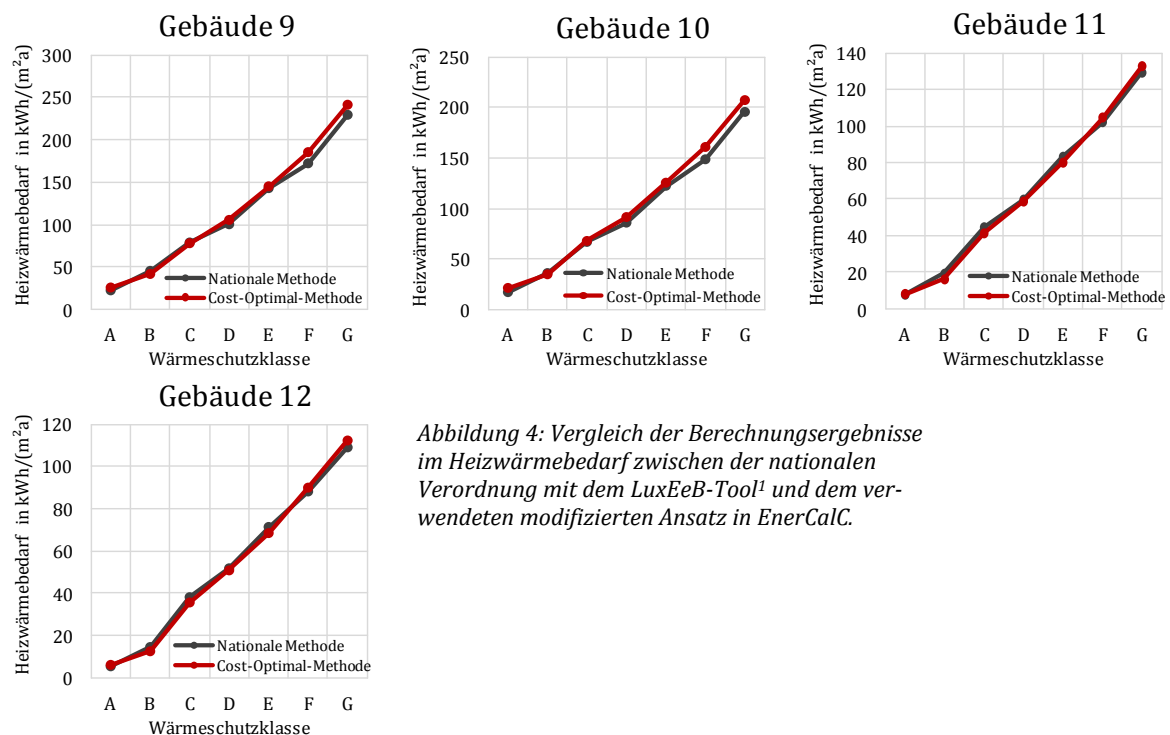 Gebäude 9
Heizwärmebedarf in kWh/(m²a)
300
250
200
150
100
50
0
Nationale Methode
Cost-Optimal-Methode
A B C D E F G
Wärmeschutzklasse
Gebäude 10
Heizwärmebedarf in kWh/(m²a)
250
200
150
100
50
0
Nationale Methode
Cost-Optimal-Methode
A B C D E F G
Wärmeschutzklasse
Gebäude 11
Heizwärmebedarf in kWh/(m²a)
140
120
100
80
60
40
20
0
Nationale Methode
Cost-Optimal-Methode
A B C D E F G
Wärmeschutzklasse
Gebäude 12
Heizwärmebedarf in kWh/(m²a)
120
100
80
60
40
20
0
Nationale Methode
Cost-Optimal-Methode
A B C D E F G
Wärmeschutzklasse
Abbildung 4: Vergleich der Berechnungsergebnisse
im Heizwärmebedarf zwischen der nationalen
Verordnung mit dem LuxEeB-Tool¹ und dem ver-
wendeten modifizierten Ansatz in EnerCalC.